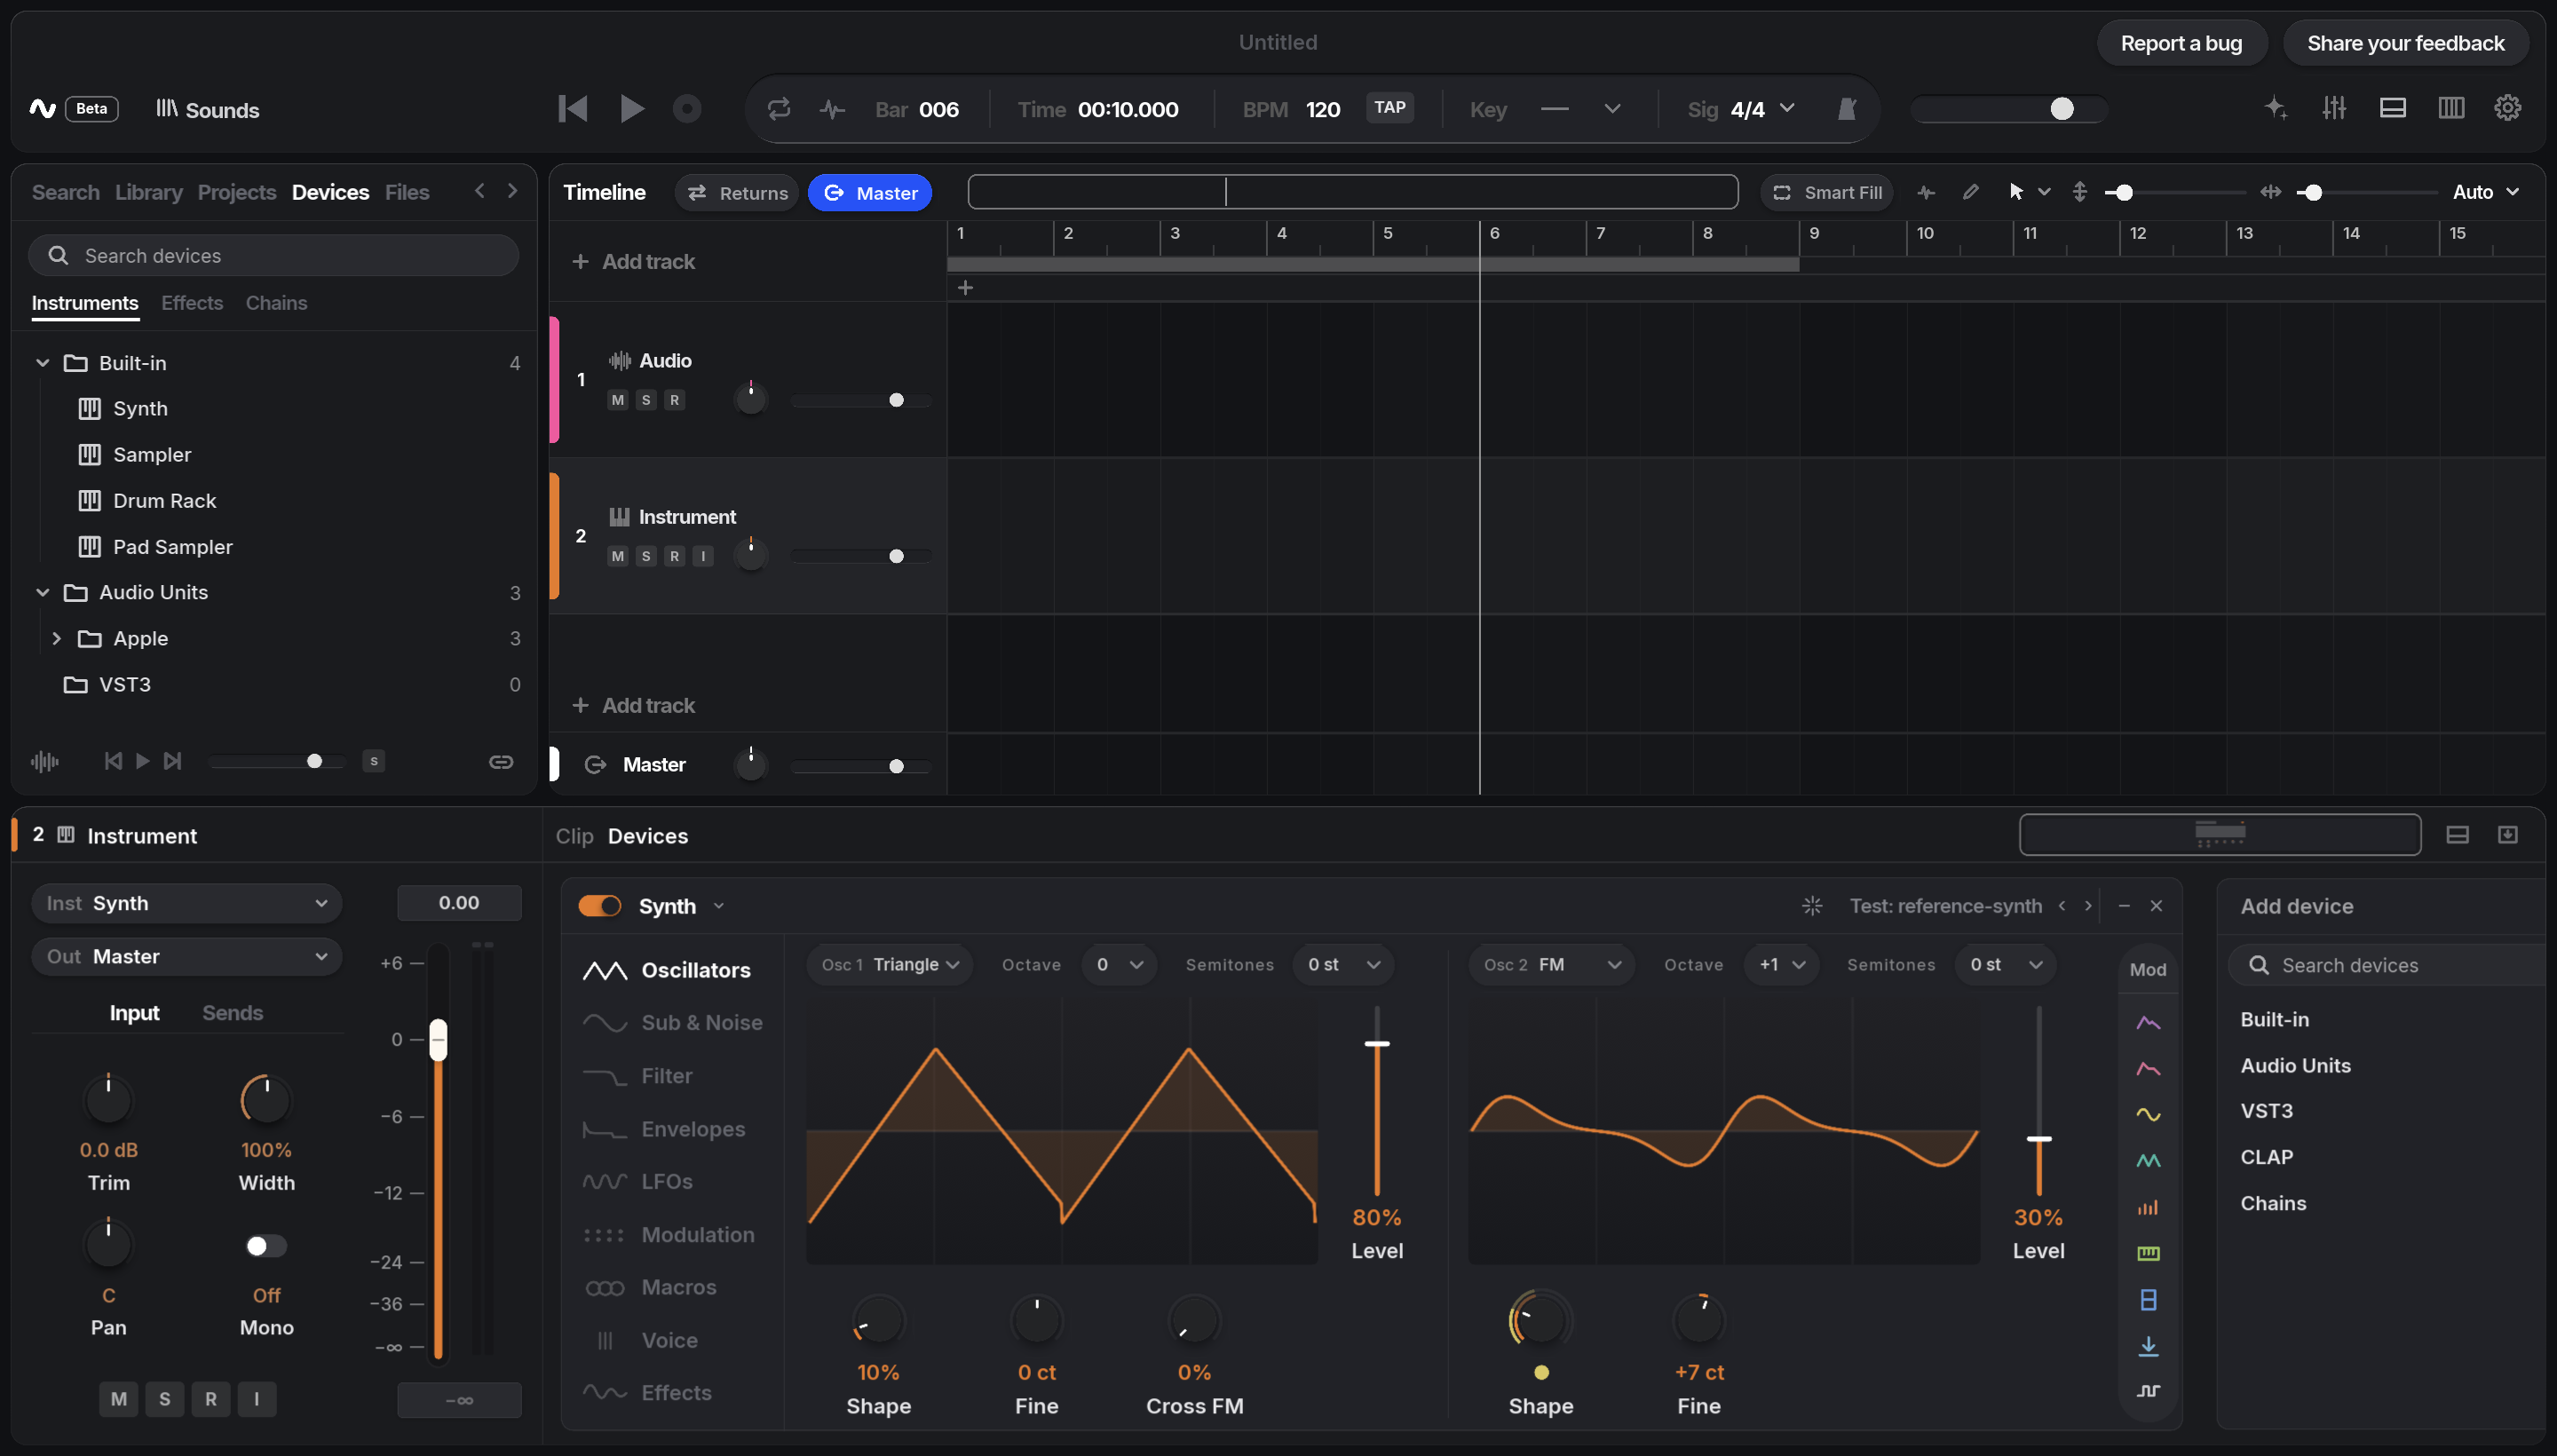 Untitled
Report a bug
Share your feedback
Beta
Sounds
Bar 006
Time 00:10.000
BPM 120 TAP
Key —
Sig 4/4
Search Library Projects Devices Files
Search devices
Instruments Effects Chains
Built-in 4
Synth
Sampler
Drum Rack
Pad Sampler
Audio Units 3
Apple 3
VST3 0
S
Timeline Returns Master
Smart Fill
Auto
1 2 3 4 5 6 7 8 9 10 11 12 13 14 15
+ Add track
+
1 Audio
M S R
2 Instrument
M S R I
+ Add track
Master
2 Instrument
Inst Synth
Out Master
Input Sends
0.0 dB
Trim
100%
Width
C
Pan
Off
Mono
M S R I
0.00
+6
0
−6
−12
−24
−36
−∞
−∞
Clip Devices
Synth
Test: reference-synth
Oscillators
Sub & Noise
Filter
Envelopes
LFOs
Modulation
Macros
Voice
Effects
Osc 1 Triangle
Octave 0
Semitones 0 st
80%
Level
10%
Shape
0 ct
Fine
0%
Cross FM
Osc 2 FM
Octave +1
Semitones 0 st
30%
Level
Shape
+7 ct
Fine
Mod
Add device
Search devices
Built-in
Audio Units
VST3
CLAP
Chains